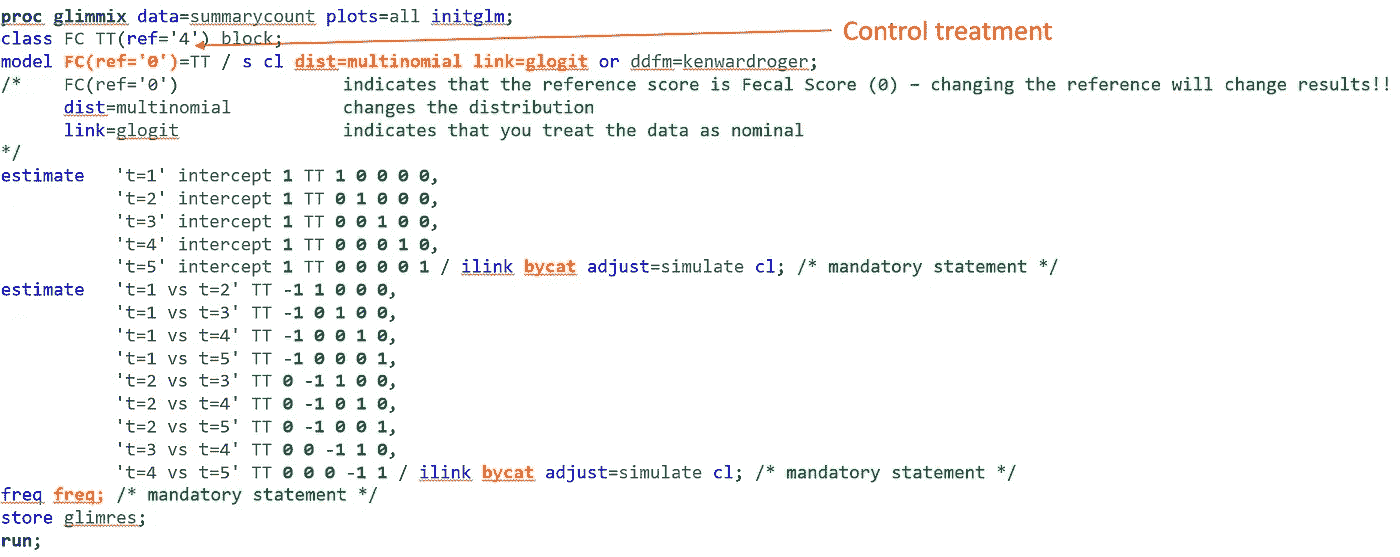 proc glimmix data=summarycount plots=all initglm;
class FC TT(ref='4') block;
Control treatment
model FC(ref='0')=TT / s cl dist=multinomial link=glogit or ddfm=kenwardroger;
/* FC(ref='0') indicates that the reference score is Fecal Score (0) – changing the reference will change results!!
dist=multinomial changes the distribution
link=glogit indicates that you treat the data as nominal
*/
estimate 't=1' intercept 1 TT 1 0 0 0 0,
't=2' intercept 1 TT 0 1 0 0 0,
't=3' intercept 1 TT 0 0 1 0 0,
't=4' intercept 1 TT 0 0 0 1 0,
't=5' intercept 1 TT 0 0 0 0 1 / ilink bycat adjust=simulate cl; /* mandatory statement */
estimate 't=1 vs t=2' TT -1 1 0 0 0,
't=1 vs t=3' TT -1 0 1 0 0,
't=1 vs t=4' TT -1 0 0 1 0,
't=1 vs t=5' TT -1 0 0 0 1,
't=2 vs t=3' TT 0 -1 1 0 0,
't=2 vs t=4' TT 0 -1 0 1 0,
't=2 vs t=5' TT 0 -1 0 0 1,
't=3 vs t=4' TT 0 0 -1 1 0,
't=4 vs t=5' TT 0 0 0 -1 1 / ilink bycat adjust=simulate cl; /* mandatory statement */
freq freq; /* mandatory statement */
store glimres;
run;